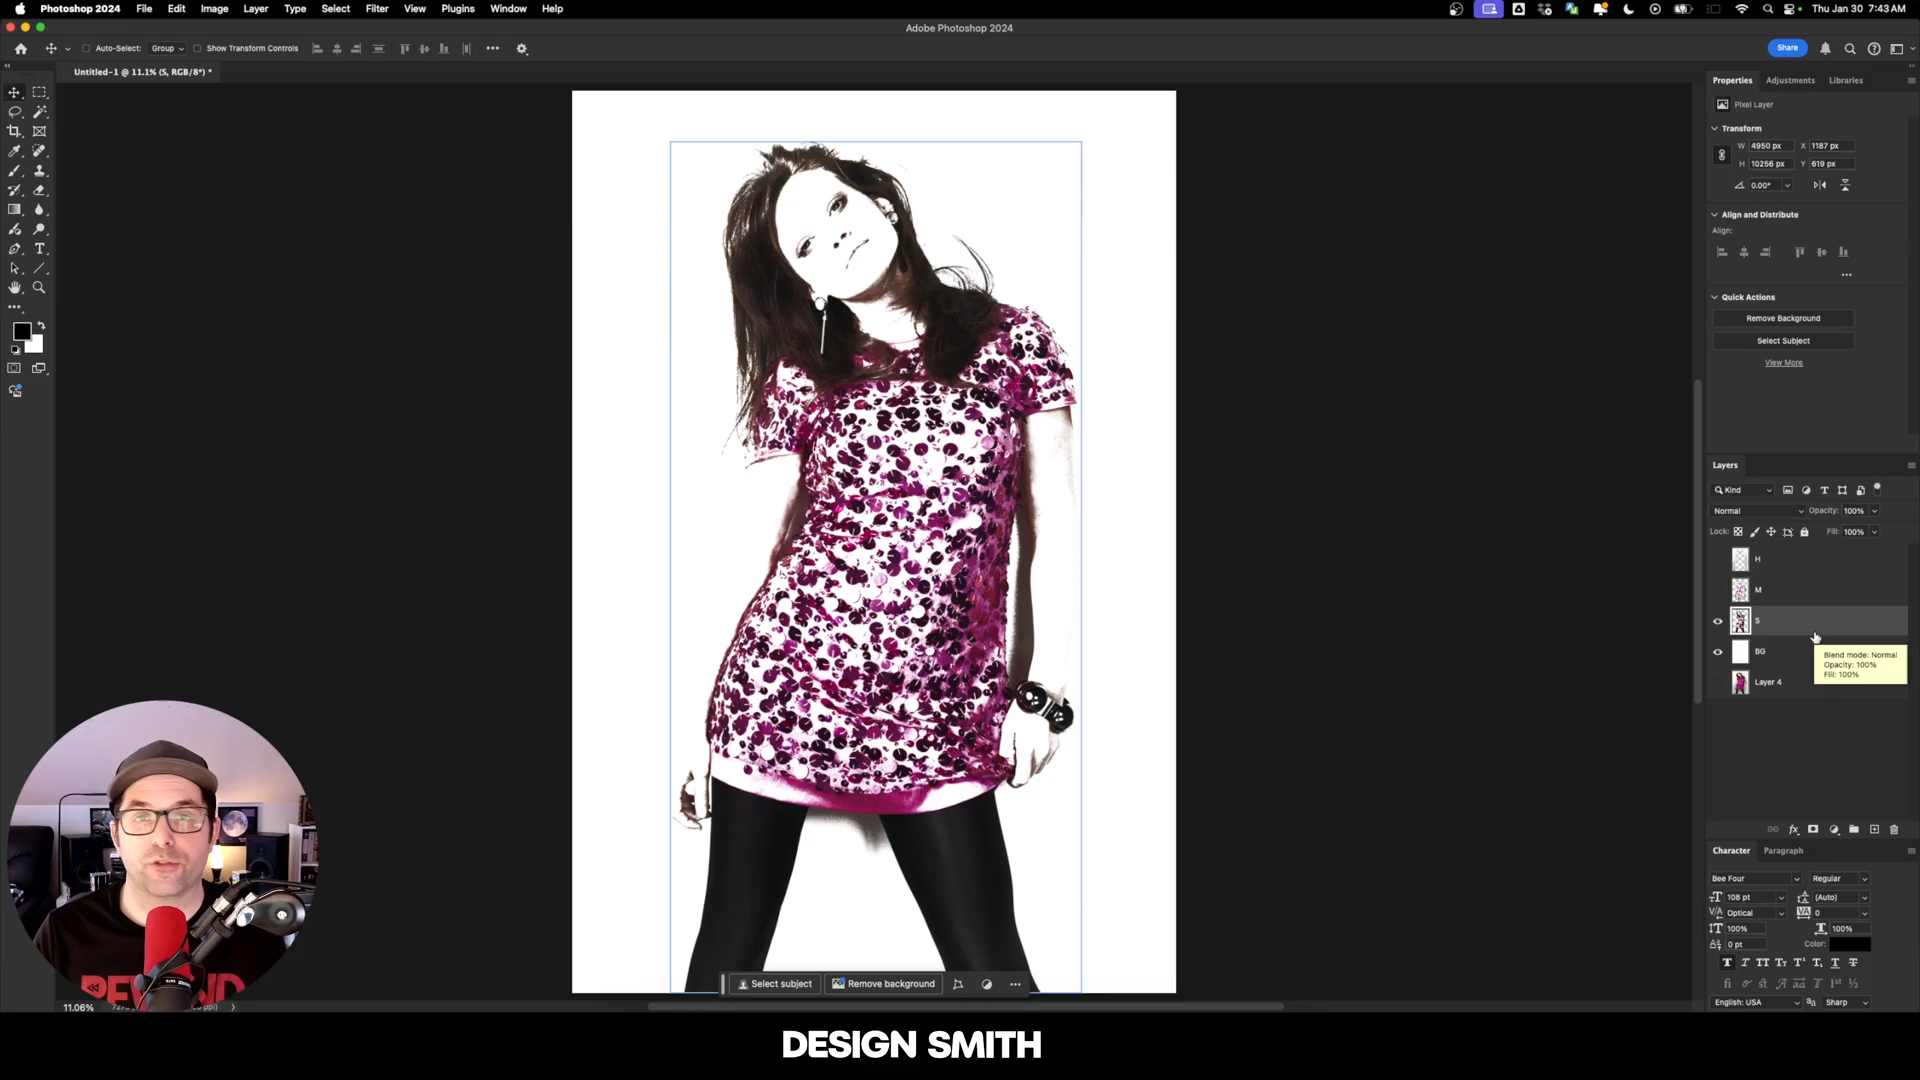 Photoshop 2024 File Edit Image Layer Type Select Filter View Plugins Window Help
Thu Jan 30 7:43 AM
Adobe Photoshop 2024
Auto-Select: Group Show Transform Controls
Share
Untitled-1 @ 11.1% (S, RGB/8*) *
Properties Adjustments Libraries
Pixel Layer
Transform
W 4950 px X 1187 px
H 10256 px Y 619 px
0.00°
Align and Distribute
Align:
Quick Actions
Remove Background
Select Subject
View More
Layers
Kind
Normal Opacity: 100%
Lock: Fill: 100%
H
M
S
BG
Layer 4
Blend mode: Normal
Opacity: 100%
Fill: 100%
Character Paragraph
Bee Four Regular
108 pt (Auto)
Optical 0
100% 100%
0 pt Color:
English: USA Sharp
Select subject Remove background
11.06%
DESIGN SMITH